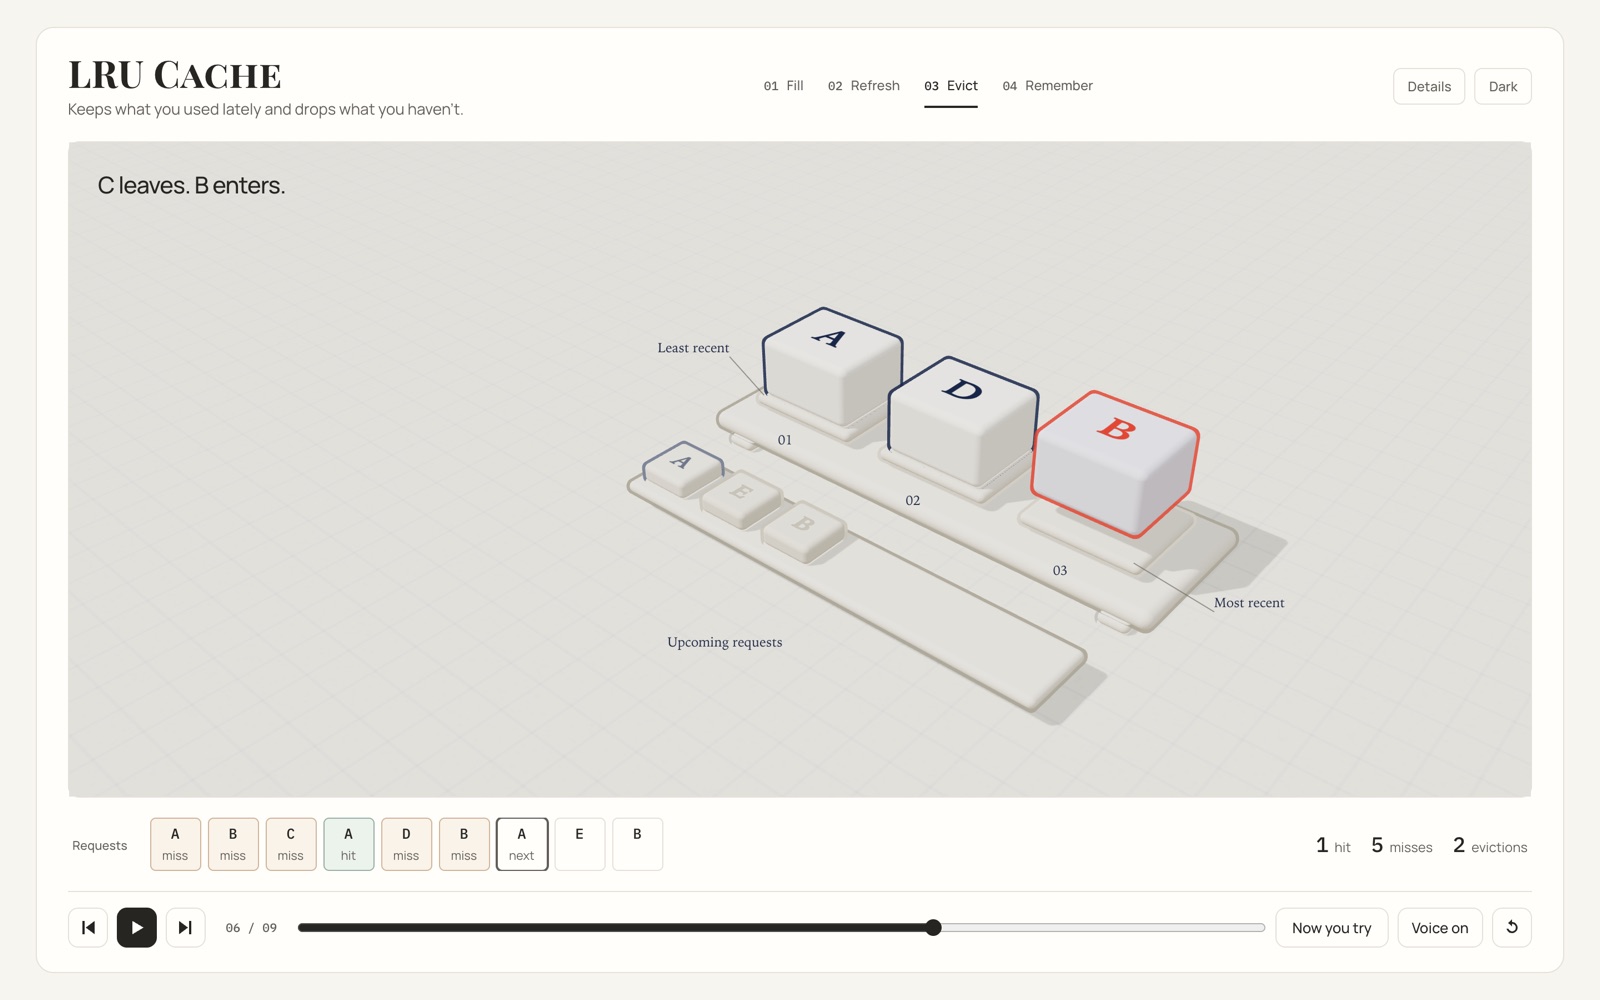 LRU CACHE
Keeps what you used lately and drops what you haven't.
01 Fill
02 Refresh
03 Evict
04 Remember
Details
Dark
C leaves. B enters.
A
D
B
Least recent
01
02
03
Most recent
A
E
B
Upcoming requests
Requests
A miss
B miss
C miss
A hit
D miss
B miss
A next
E
B
1 hit 5 misses 2 evictions
06 / 09
Now you try
Voice on